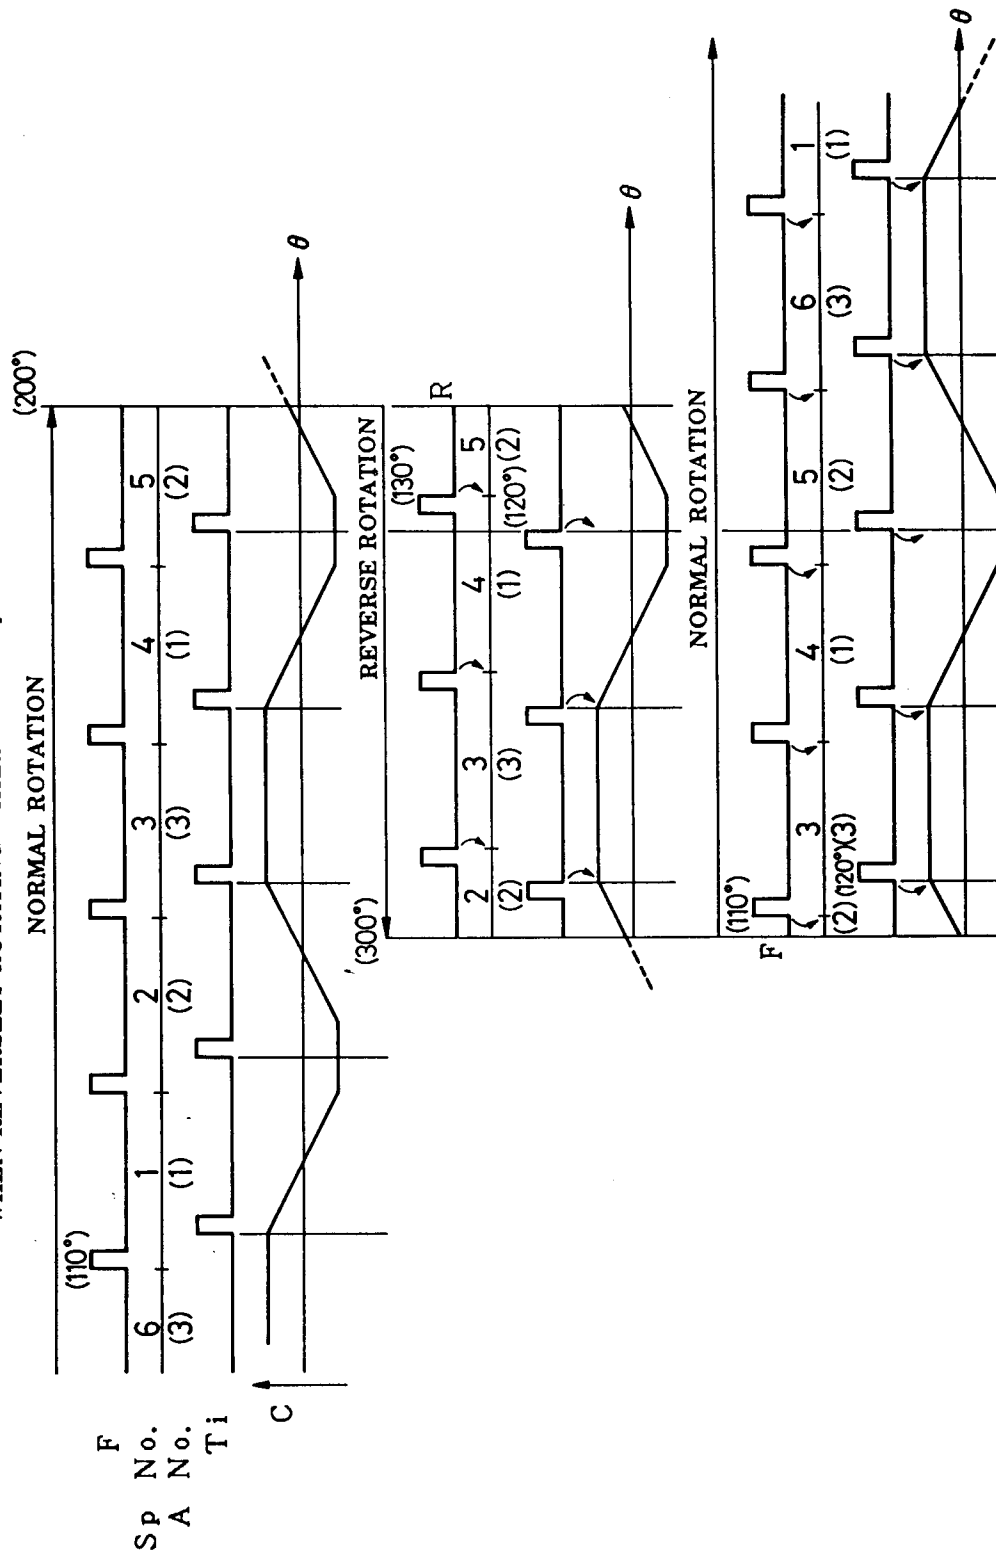 NORMAL ROTATION
(200°)
F
(110°)
Sp No. 6 1 2 3 4 5
A No. (3) (1) (2) (3) (1) (2)
Ti
C
θ
(300°)
REVERSE ROTATION
(130°)
R
2 3 4 5
(2) (3) (1) (2)
(120°)
θ
NORMAL ROTATION
F
(110°)
3 4 5 6 1
(2) (3) (1) (2) (3) (1)
(120°)
θ